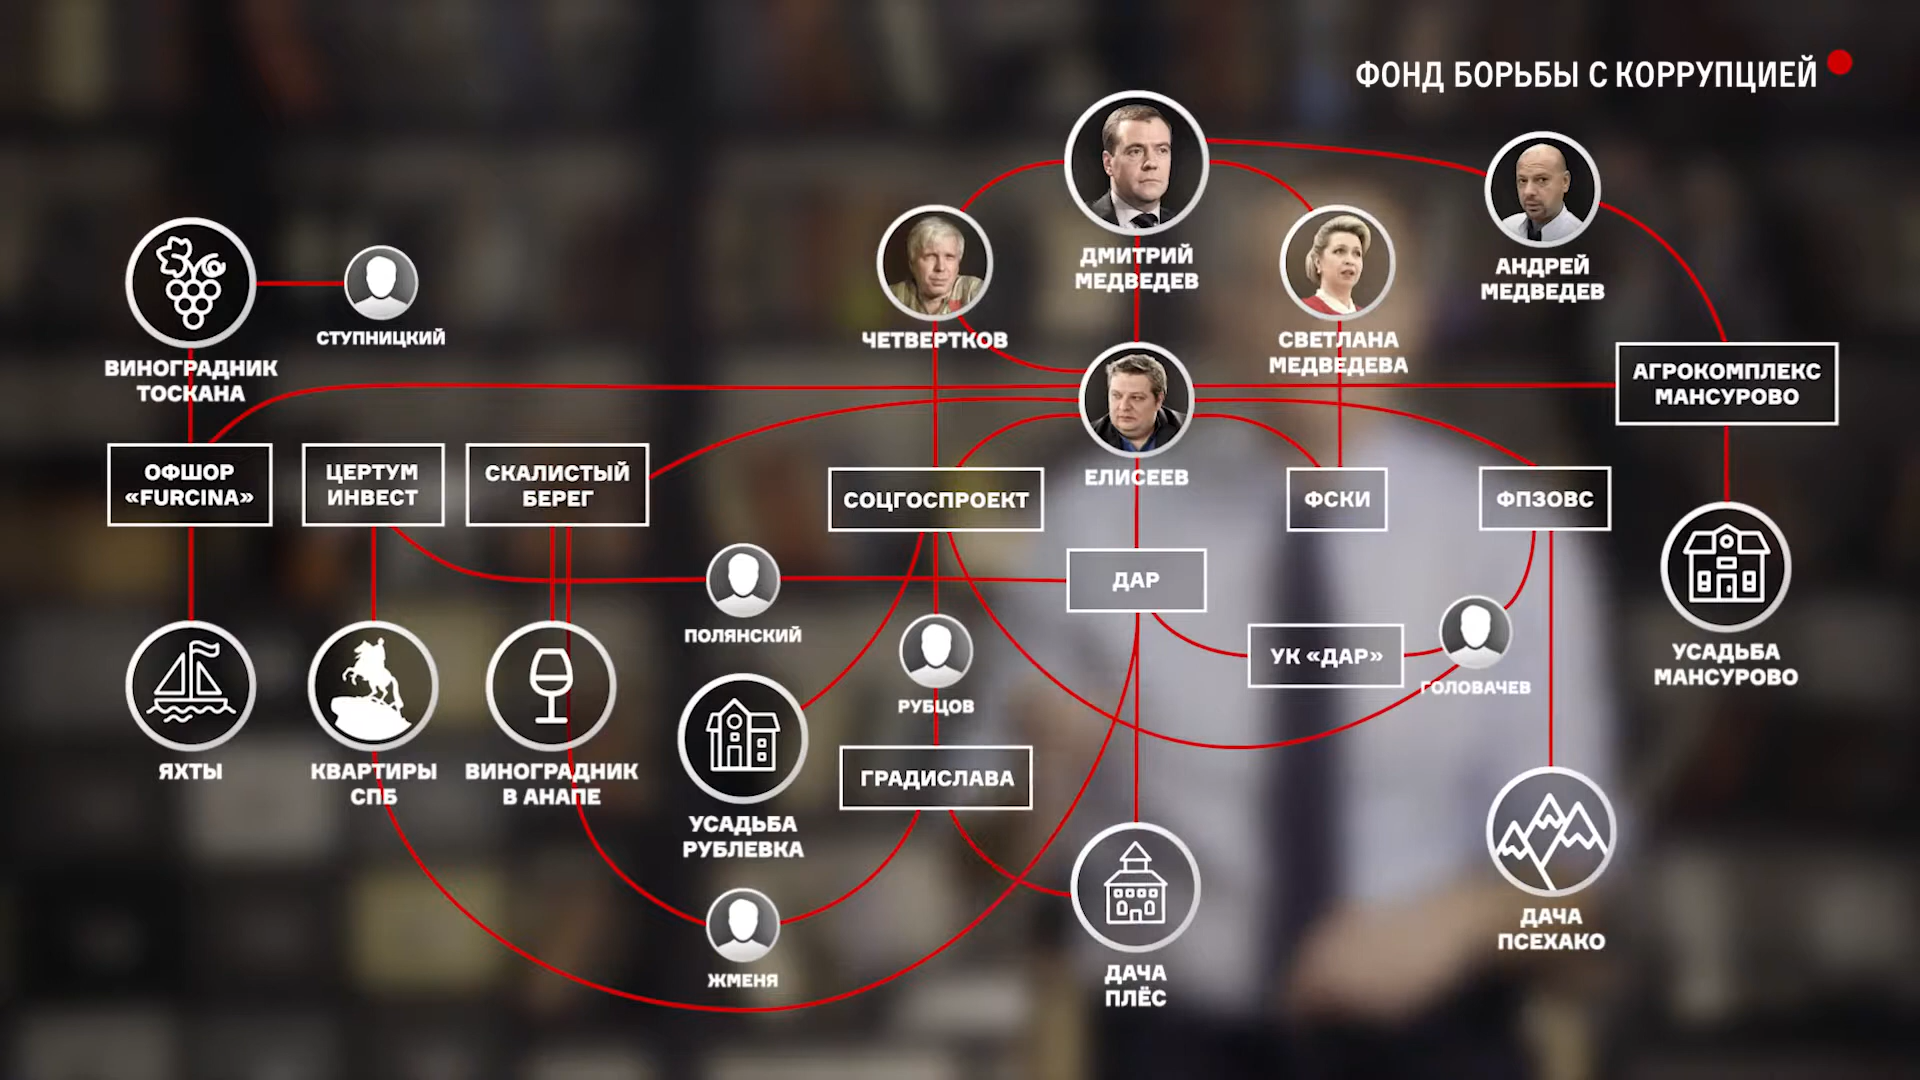 ФОНД БОРЬБЫ С КОРРУПЦИЕЙ
ДМИТРИЙ
МЕДВЕДЕВ
АНДРЕЙ
МЕДВЕДЕВ
ЧЕТВЕРТКОВ
СВЕТЛАНА
МЕДВЕДЕВА
СТУПНИЦКИЙ
ВИНОГРАДНИК
ТОСКАНА
АГРОКОМПЛЕКС
МАНСУРОВО
ОФШОР
«FURCINA»
ЦЕРТУМ
ИНВЕСТ
СКАЛИСТЫЙ
БЕРЕГ
СОЦГОСПРОЕКТ
ЕЛИСЕЕВ
ФСКИ
ФПЗОВС
ДАР
ПОЛЯНСКИЙ
РУБЦОВ
УК «ДАР»
ГОЛОВАЧЕВ
УСАДЬБА
МАНСУРОВО
ЯХТЫ
КВАРТИРЫ
СПБ
ВИНОГРАДНИК
В АНАПЕ
УСАДЬБА
РУБЛЕВКА
ГРАДИСЛАВА
ЖМЕНЯ
ДАЧА
ПЛЁС
ДАЧА
ПСЕХАКО